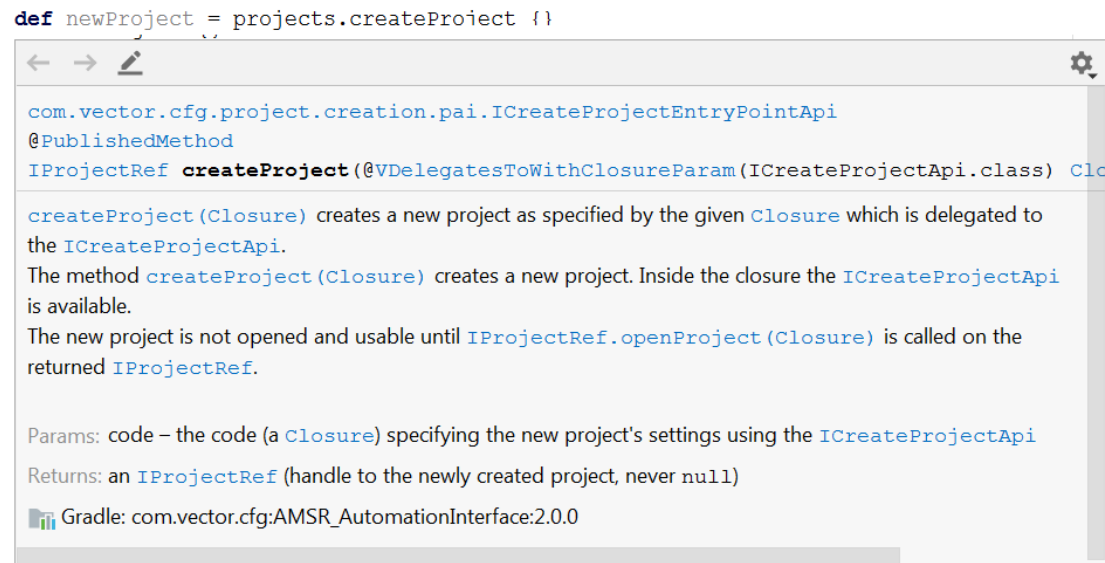 def newProject = projects.createProject {}
com.vector.cfg.project.creation.pai.ICreateProjectEntryPointApi
@PublishedMethod
IProjectRef createProject(@VDelegatesToWithClosureParam(ICreateProjectApi.class) Clo
createProject(Closure) creates a new project as specified by the given Closure which is delegated to
the ICreateProjectApi.
The method createProject(Closure) creates a new project. Inside the closure the ICreateProjectApi
is available.
The new project is not opened and usable until IProjectRef.openProject(Closure) is called on the
returned IProjectRef.
Params: code – the code (a Closure) specifying the new project's settings using the ICreateProjectApi
Returns: an IProjectRef (handle to the newly created project, never null)
Gradle: com.vector.cfg:AMSR_AutomationInterface:2.0.0